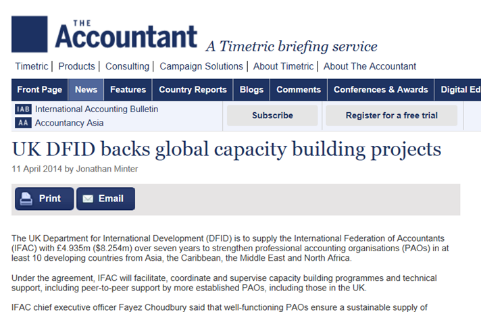 THE
Accountant A Timetric briefing service
Timetric | Products | Consulting | Campaign Solutions | About Timetric | About The Accountant
Front Page News Features Country Reports Blogs Comments Conferences & Awards Digital Ed
IAB International Accounting Bulletin
AA Accountancy Asia
Subscribe
Register for a free trial
UK DFID backs global capacity building projects
11 April 2014 by Jonathan Minter
Print Email
The UK Department for International Development (DFID) is to supply the International Federation of Accountants
(IFAC) with £4.935m ($8.254m) over seven years to strengthen professional accounting organisations (PAOs) in at
least 10 developing countries from Asia, the Caribbean, the Middle East and North Africa.
Under the agreement, IFAC will facilitate, coordinate and supervise capacity building programmes and technical
support, including peer-to-peer support by more established PAOs, including those in the UK.
IFAC chief executive officer Fayez Choudbury said that well-functioning PAOs ensure a sustainable supply of